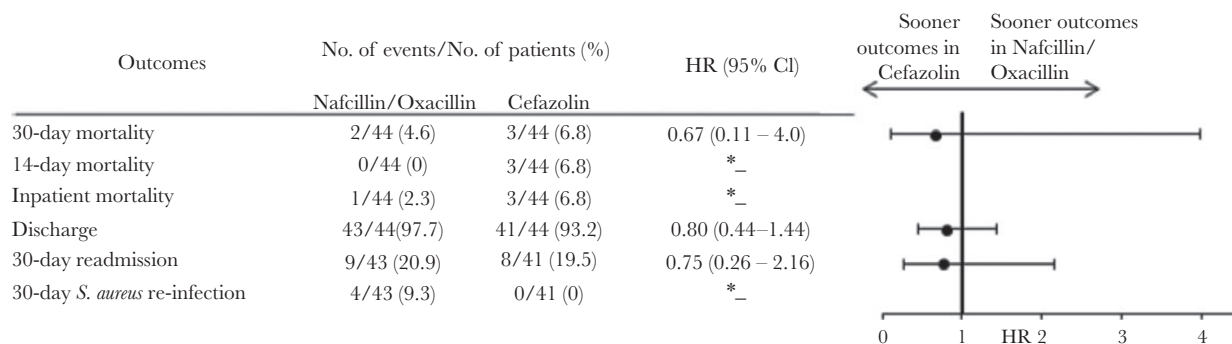 Outcomes No. of events/No. of patients (%) HR (95% Cl) Sooner outcomes in Cefazolin Sooner outcomes in Nafcillin/ Oxacillin
Nafcillin/Oxacillin Cefazolin
30-day mortality 2/44 (4.6) 3/44 (6.8) 0.67 (0.11 – 4.0)
14-day mortality 0/44 (0) 3/44 (6.8) *_
Inpatient mortality 1/44 (2.3) 3/44 (6.8) *_
Discharge 43/44(97.7) 41/44 (93.2) 0.80 (0.44–1.44)
30-day readmission 9/43 (20.9) 8/41 (19.5) 0.75 (0.26 – 2.16)
30-day S. aureus re-infection 4/43 (9.3) 0/41 (0) *_
0 1 HR 2 3 4